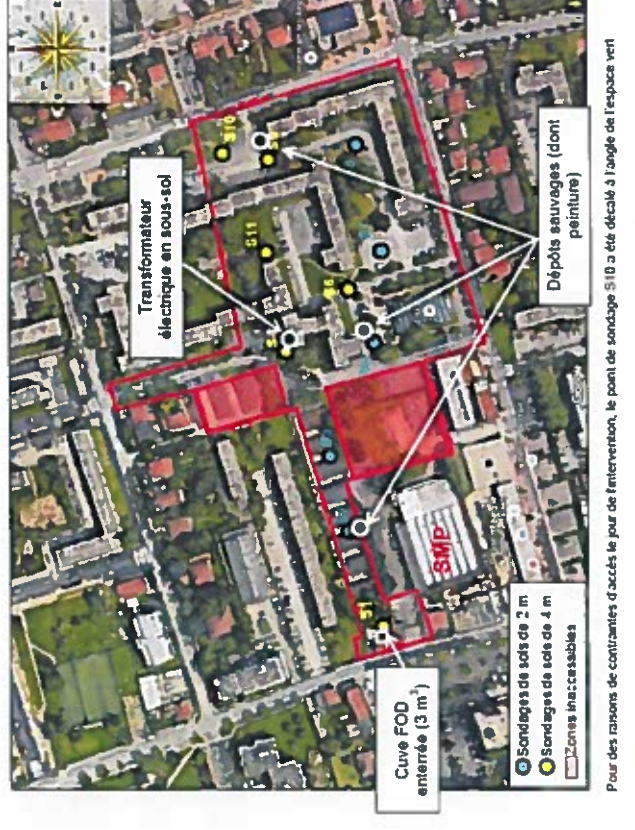 Transformateur
électrique en sous-sol
S10
S11
S6
S1
SMP
Cuve FOD
enterrée (3 m³)
Dépôts sauvages (dont
peinture)
Sondages de sols de 2 m
Sondages de sols de 4 m
Zones inaccessibles
Pour des raisons de contraintes d'accès le jour de l'intervention, le point de sondage S10 a été décalé à l'angle de l'espace vert